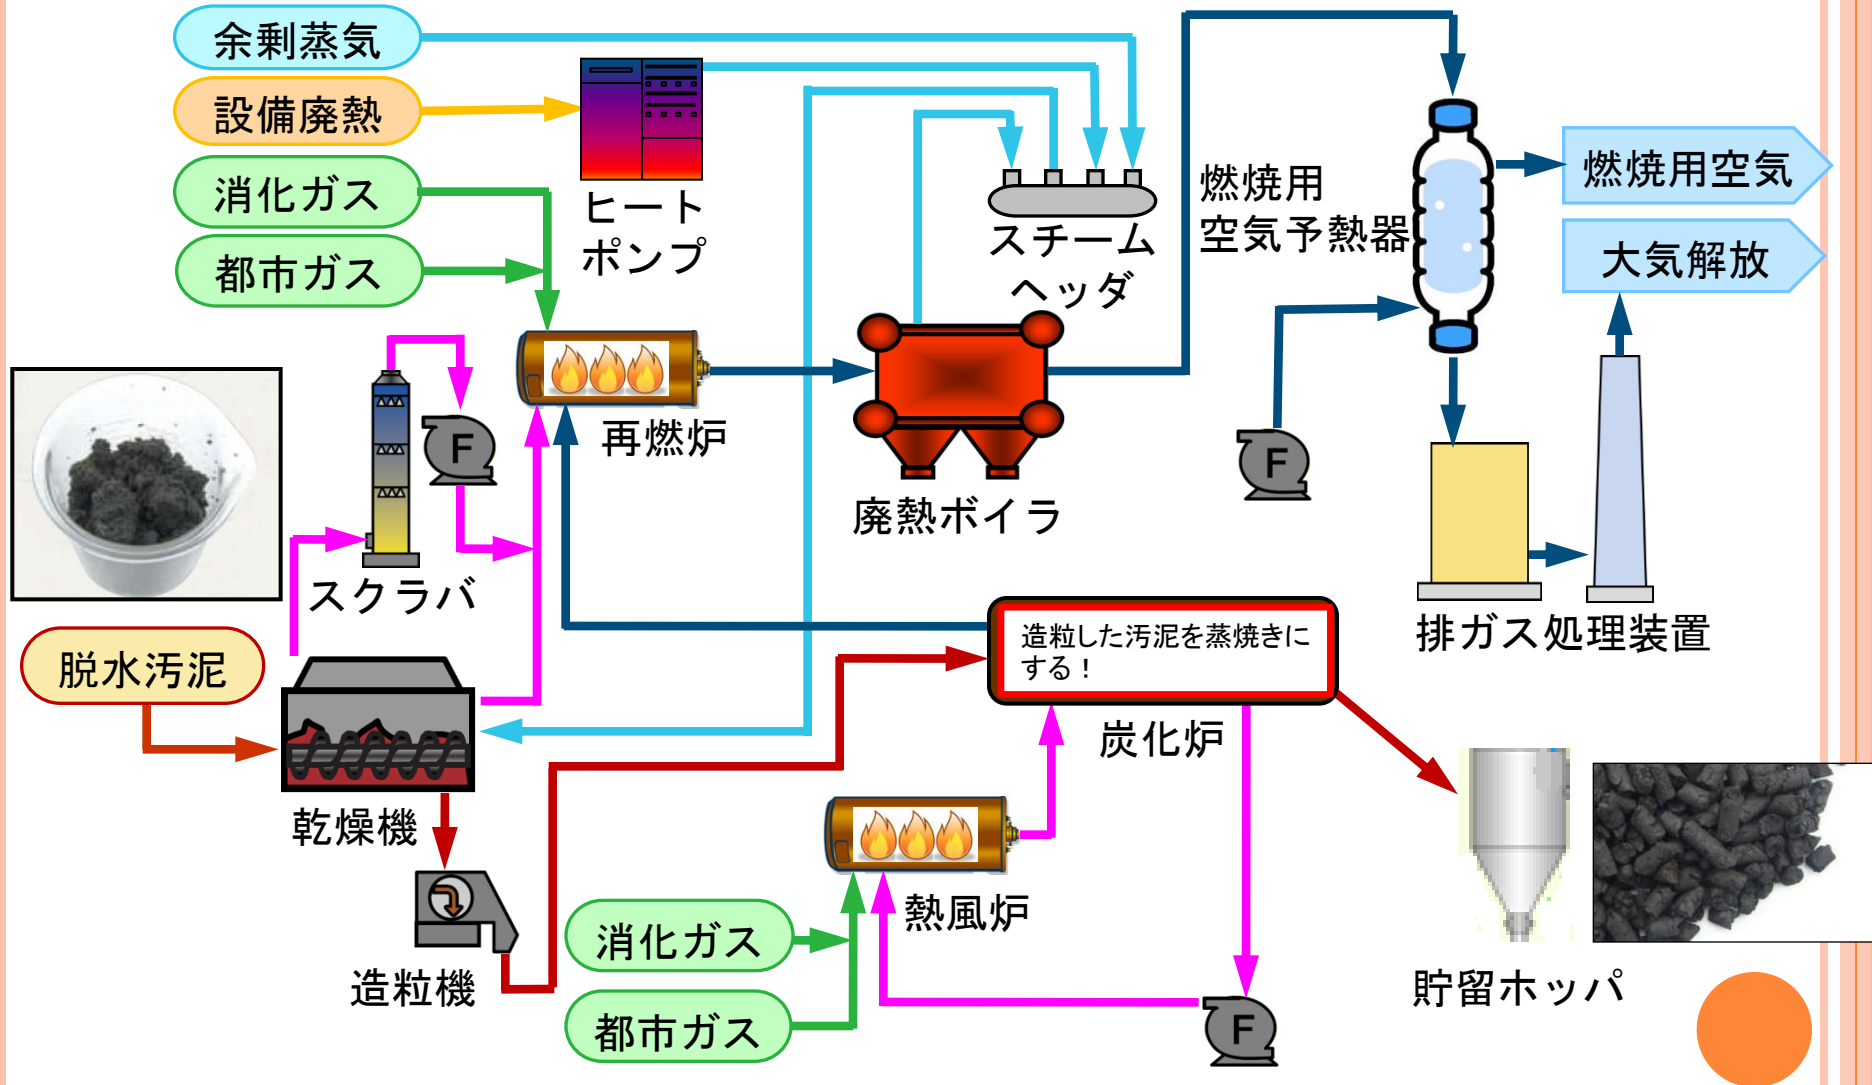 余剰蒸気
設備廃熱
消化ガス
都市ガス
ヒート
ポンプ
スチーム
ヘッダ
燃焼用
空気予熱器
燃焼用空気
大気解放
再燃炉
F
廃熱ボイラ
F
スクラバ
脱水汚泥
乾燥機
造粒した汚泥を蒸焼きに
する！
炭化炉
排ガス処理装置
造粒機
熱風炉
消化ガス
都市ガス
F
貯留ホッパ